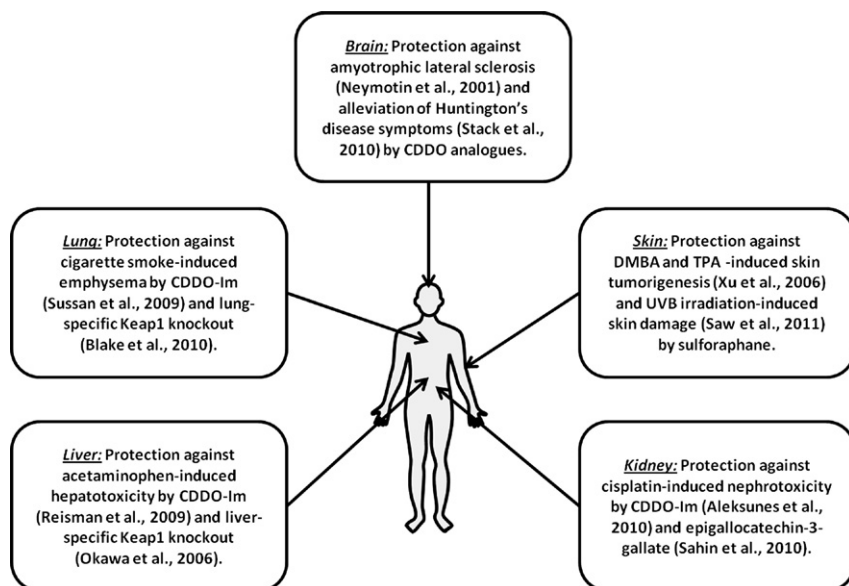 Brain: Protection against
amyotrophic lateral sclerosis
(Neymotin et al., 2001) and
alleviation of Huntington's
disease symptoms (Stack et al.,
2010) by CDDO analogues.
Lung: Protection against
cigarette smoke-induced
emphysema by CDDO-Im
(Sussan et al., 2009) and lung-
specific Keap1 knockout
(Blake et al., 2010).
Skin: Protection against
DMBA and TPA -induced skin
tumorigenesis (Xu et al., 2006)
and UVB irradiation-induced
skin damage (Saw et al., 2011)
by sulforaphane.
Liver: Protection against
acetaminophen-induced
hepatotoxicity by CDDO-Im
(Reisman et al., 2009) and liver-
specific Keap1 knockout
(Okawa et al., 2006).
Kidney: Protection against
cisplatin-induced nephrotoxicity
by CDDO-Im (Aleksunes et al.,
2010) and epigallocatechin-3-
gallate (Sahin et al., 2010).